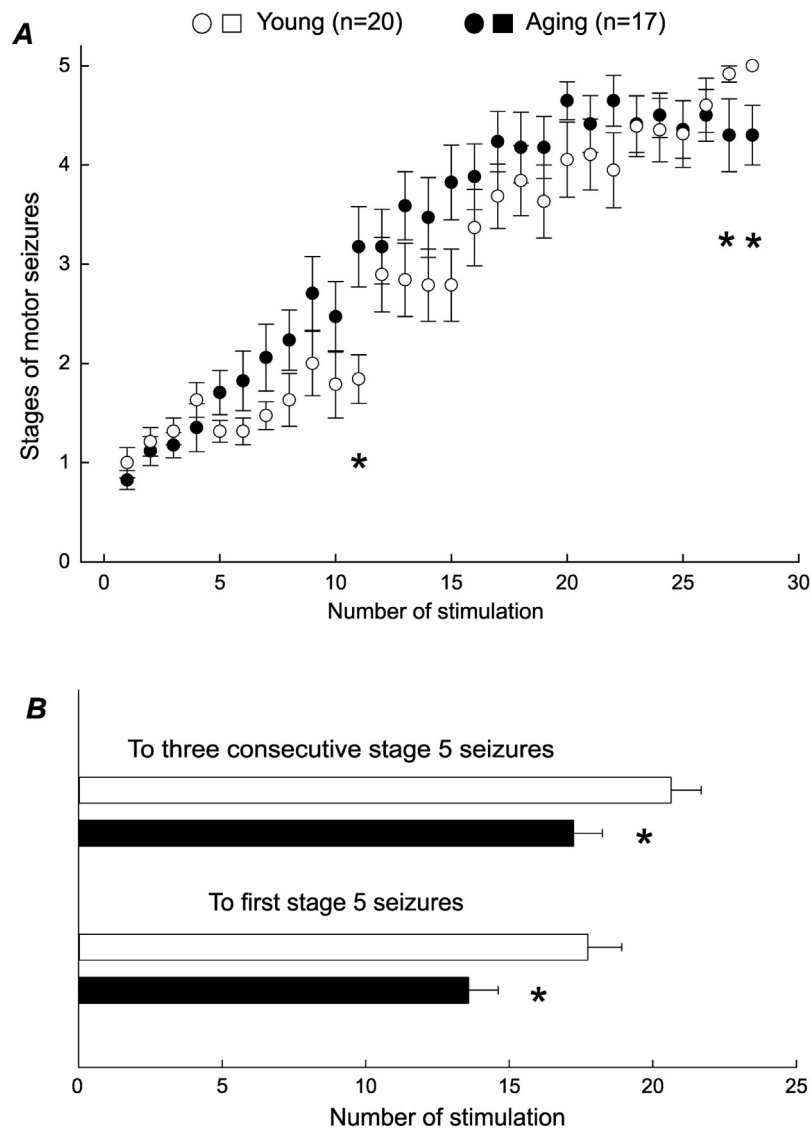 A
Young (n=20)   Aging (n=17)
5
4
3
2
1
0
Stages of motor seizures
*
* *
0 5 10 15 20 25 30
Number of stimulation
B
To three consecutive stage 5 seizures
*
To first stage 5 seizures
*
0 5 10 15 20 25
Number of stimulation